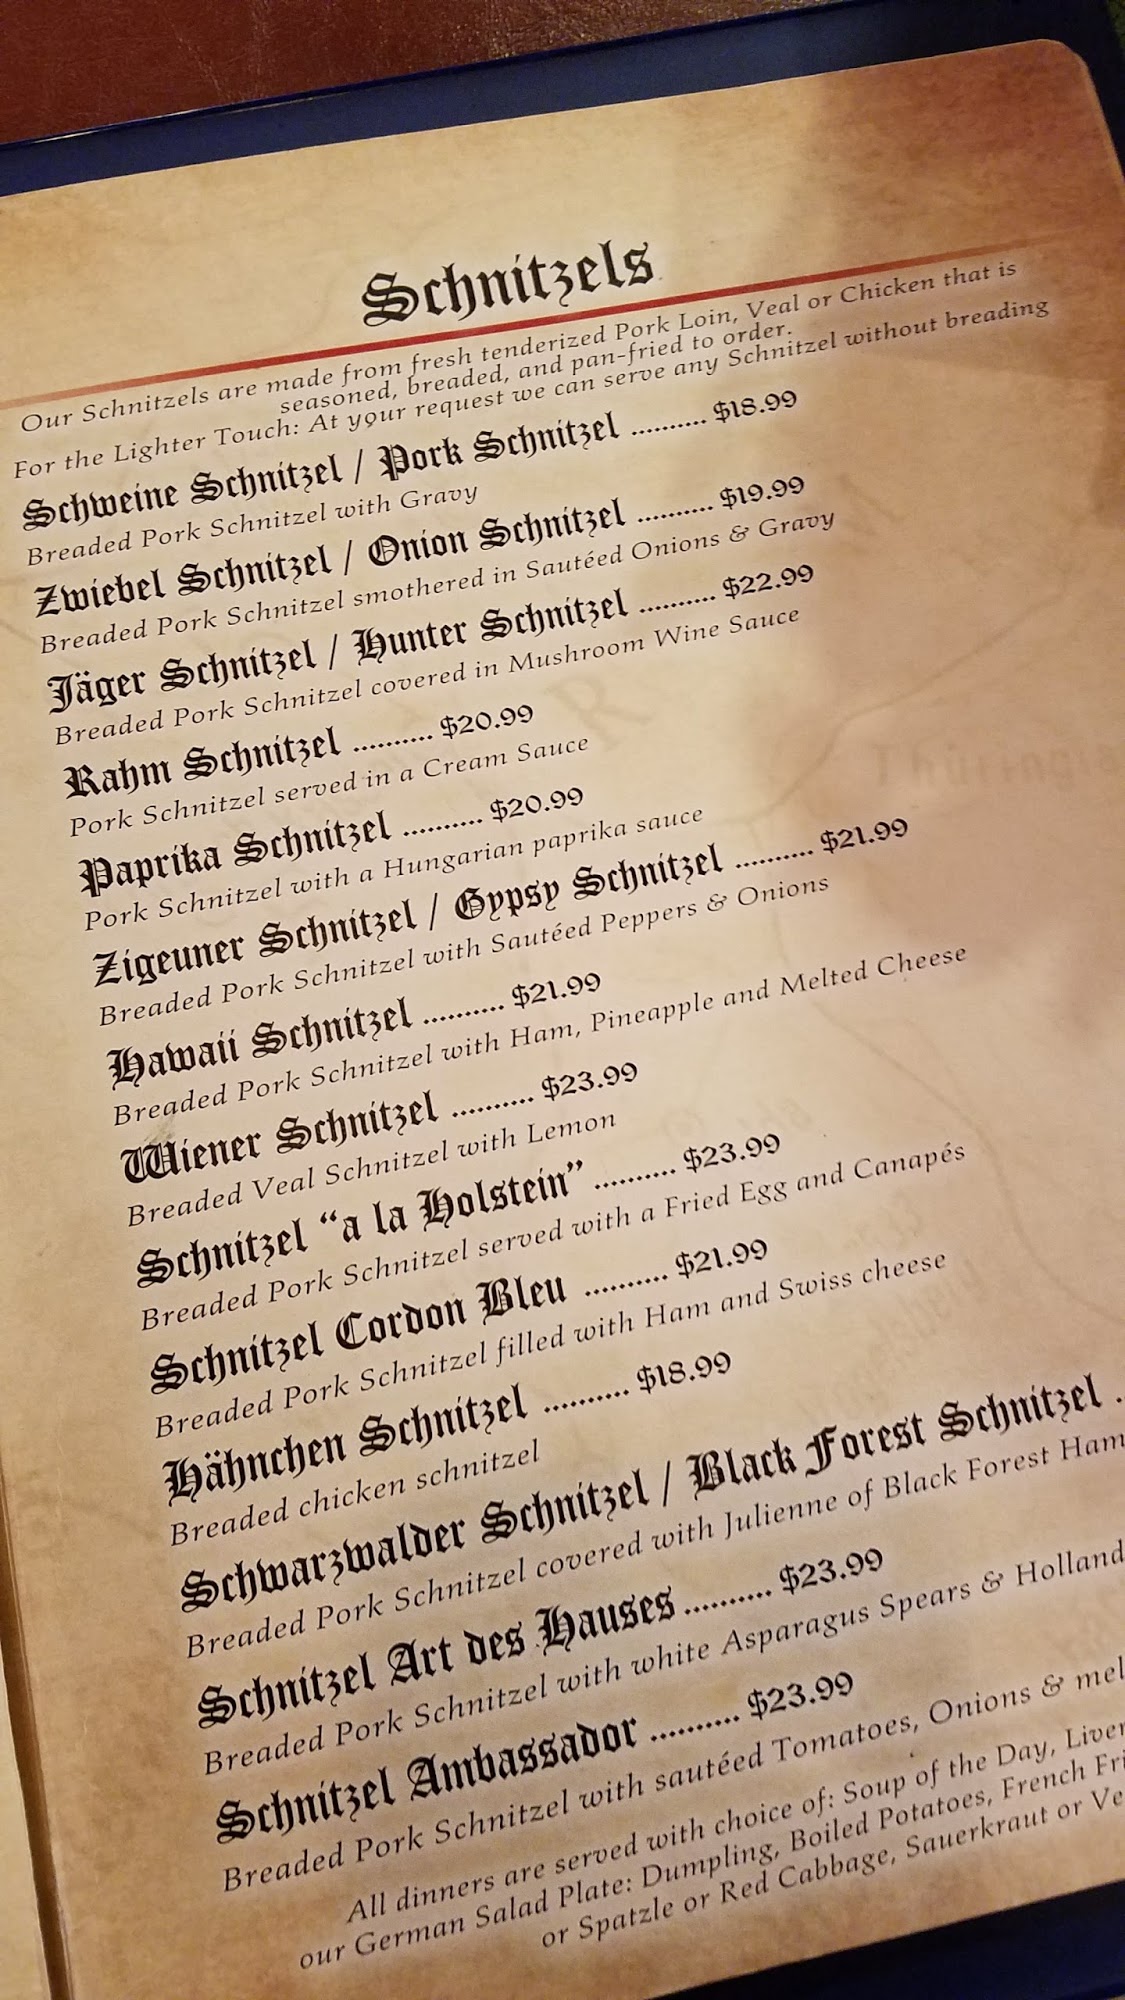 Schnitzels
Our Schnitzels are made from fresh tenderized Pork Loin, Veal or Chicken that is
seasoned, breaded, and pan-fried to order.
For the Lighter Touch: At your request we can serve any Schnitzel without breading
Schweine Schnitzel / Pork Schnitzel .......... $18.99
Breaded Pork Schnitzel with Gravy
Zwiebel Schnitzel / Onion Schnitzel .......... $19.99
Breaded Pork Schnitzel smothered in Sautéed Onions & Gravy
Jäger Schnitzel / Hunter Schnitzel .......... $22.99
Breaded Pork Schnitzel covered in Mushroom Wine Sauce
Rahm Schnitzel .......... $20.99
Pork Schnitzel served in a Cream Sauce
Paprika Schnitzel .......... $20.99
Pork Schnitzel with a Hungarian paprika sauce
Zigeuner Schnitzel / Gypsy Schnitzel .......... $21.99
Breaded Pork Schnitzel with Sautéed Peppers & Onions
Hawaii Schnitzel .......... $21.99
Breaded Pork Schnitzel with Ham, Pineapple and Melted Cheese
Wiener Schnitzel .......... $23.99
Breaded Veal Schnitzel with Lemon
Schnitzel “a la Holstein” .......... $23.99
Breaded Pork Schnitzel served with a Fried Egg and Canapés
Schnitzel Cordon Bleu .......... $21.99
Breaded Pork Schnitzel filled with Ham and Swiss cheese
Hähnchen Schnitzel .......... $18.99
Breaded chicken schnitzel
Schwarzwalder Schnitzel / Black Forest Schnitzel .
Breaded Pork Schnitzel covered with Julienne of Black Forest Ham
Schnitzel Art des Hauses .......... $23.99
Breaded Pork Schnitzel with white Asparagus Spears & Holland
Schnitzel Ambassador .......... $23.99
Breaded Pork Schnitzel with sautéed Tomatoes, Onions & mel
All dinners are served with choice of: Soup of the Day, Liver
our German Salad Plate: Dumpling, Boiled Potatoes, French Fri
or Spatzle or Red Cabbage, Sauerkraut or Ve